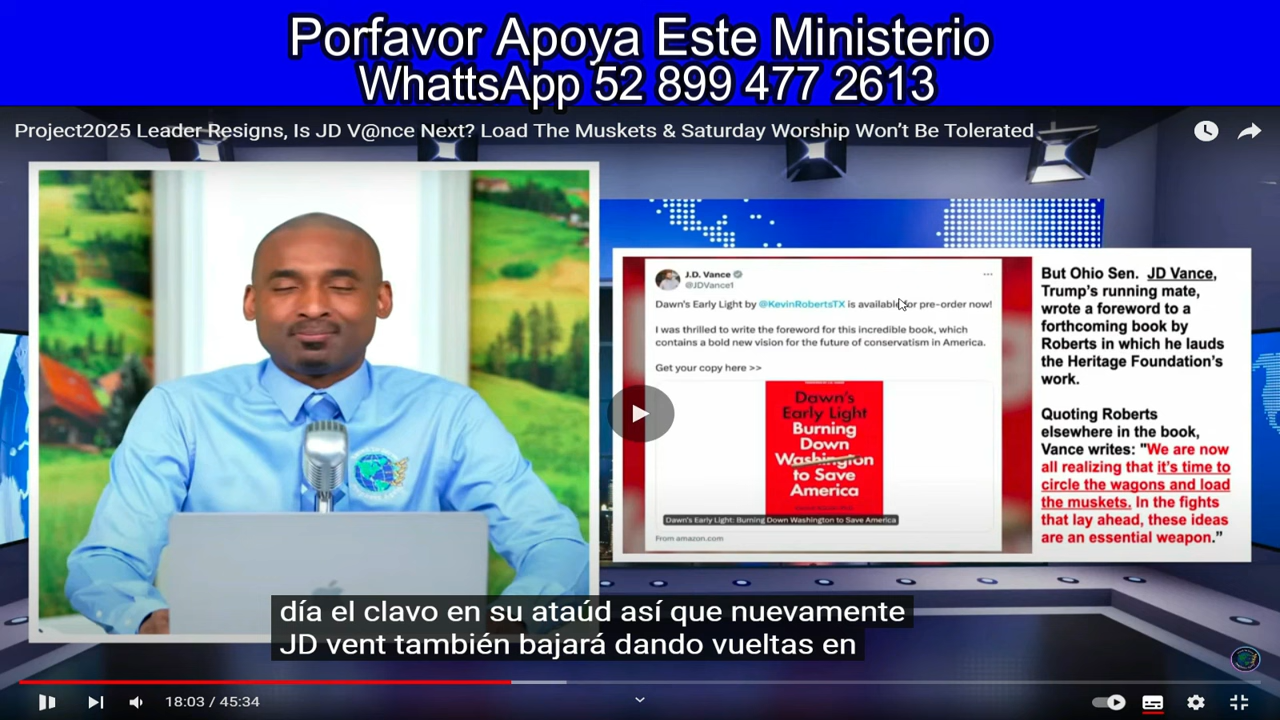 Porfavor Apoya Este Ministerio
WhattsApp 52 899 477 2613
Project2025 Leader Resigns, Is JD V@nce Next? Load The Muskets & Saturday Worship Won't Be Tolerated
J.D. Vance
@JDVance1
Dawn's Early Light by @KevinRobertsTX is available for pre-order now!
I was thrilled to write the foreword for this incredible book, which
contains a bold new vision for the future of conservatism in America.
Get your copy here >>
Dawn's
Early Light
Burning
Down
Washington
to Save
America
Dawn's Early Light: Burning Down Washington to Save America
From amazon.com
But Ohio Sen. JD Vance,
Trump's running mate,
wrote a foreword to a
forthcoming book by
Roberts in which he lauds
the Heritage Foundation's
work.
Quoting Roberts
elsewhere in the book,
Vance writes: "We are now
all realizing that it's time to
circle the wagons and load
the muskets. In the fights
that lay ahead, these ideas
are an essential weapon."
día el clavo en su ataúd así que nuevamente
JD vent también bajará dando vueltas en
18:03 / 45:34